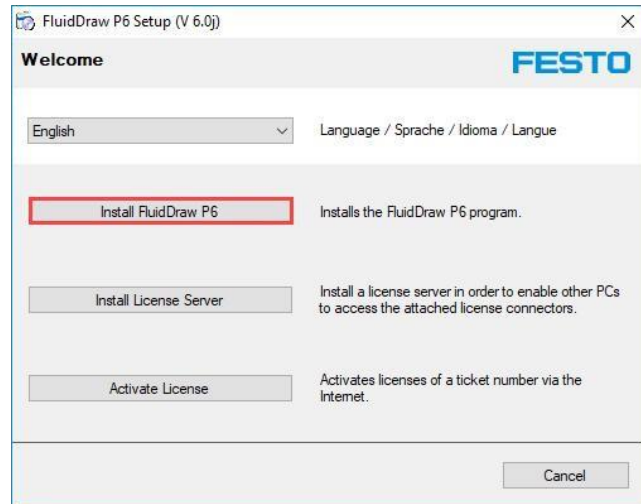 FluidDraw P6 Setup (V 6.0j)
Welcome
FESTO
English
Language / Sprache / Idioma / Langue
Install FluidDraw P6
Installs the FluidDraw P6 program.
Install License Server
Install a license server in order to enable other PCs
to access the attached license connectors.
Activate License
Activates licenses of a ticket number via the
Internet.
Cancel